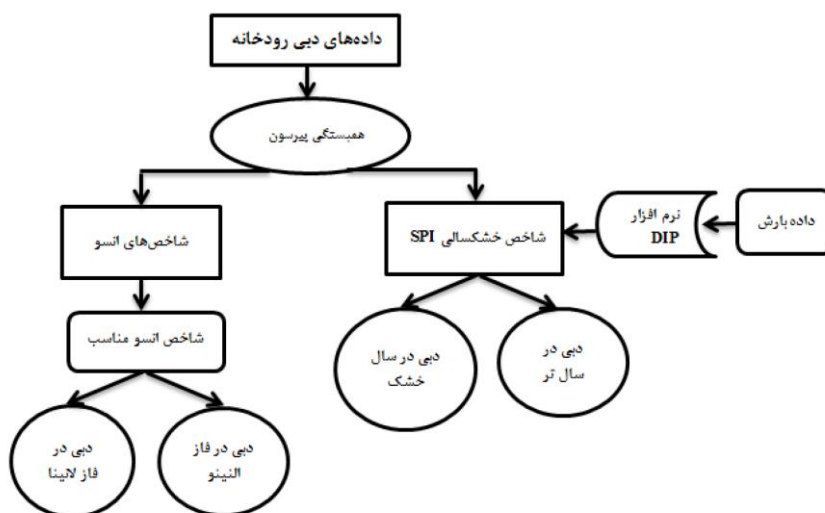 داده‌های دبی رودخانه
همبستگی پیرسون
شاخص‌های انسو
شاخص خشکسالی SPI
نرم افزار
DIP
داده بارش
شاخص انسو مناسب
دبی در سال
خشک
دبی در
سال تر
دبی در
فاز لانینا
دبی در فاز
النینو